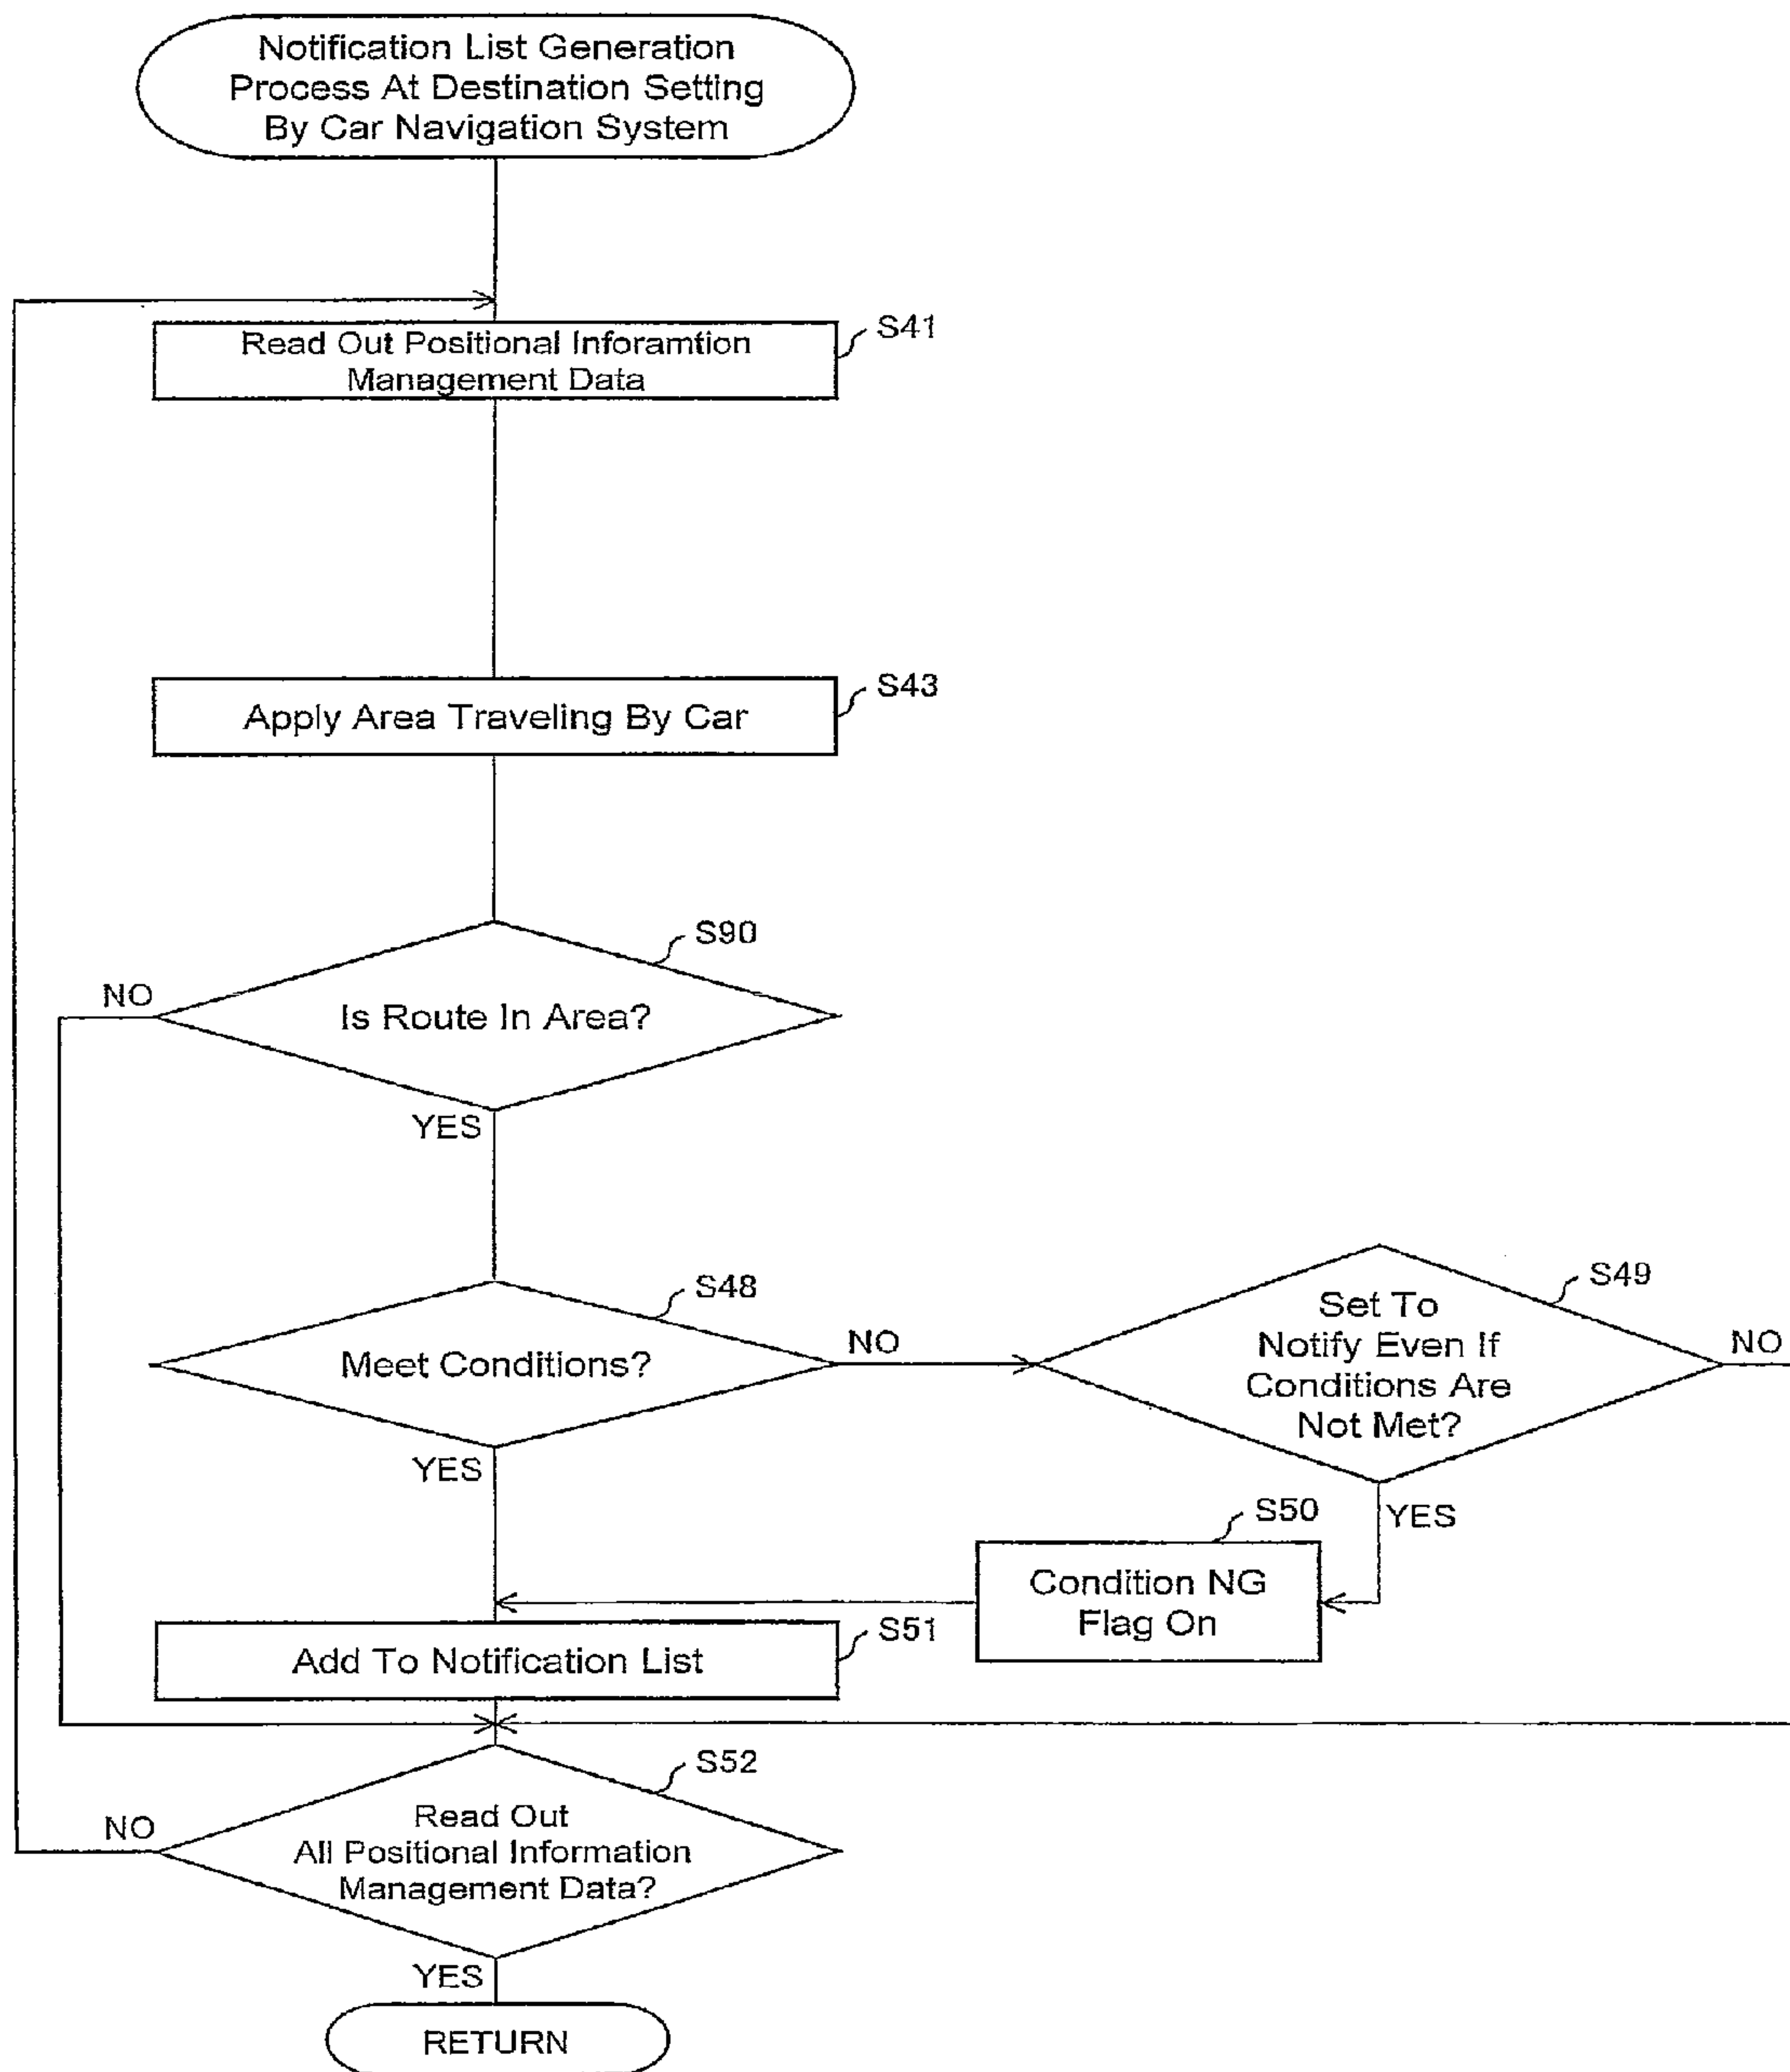 Notification List Generation
Process At Destination Setting
By Car Navigation System
S41
Read Out Positional Inforamtion
Management Data
S43
Apply Area Traveling By Car
S90
NO
Is Route In Area?
YES
S48
Meet Conditions?
NO
YES
S49
Set To
Notify Even If
Conditions Are
Not Met?
NO
YES
S50
Condition NG
Flag On
S51
Add To Notification List
S52
NO
Read Out
All Positional Information
Management Data?
YES
RETURN